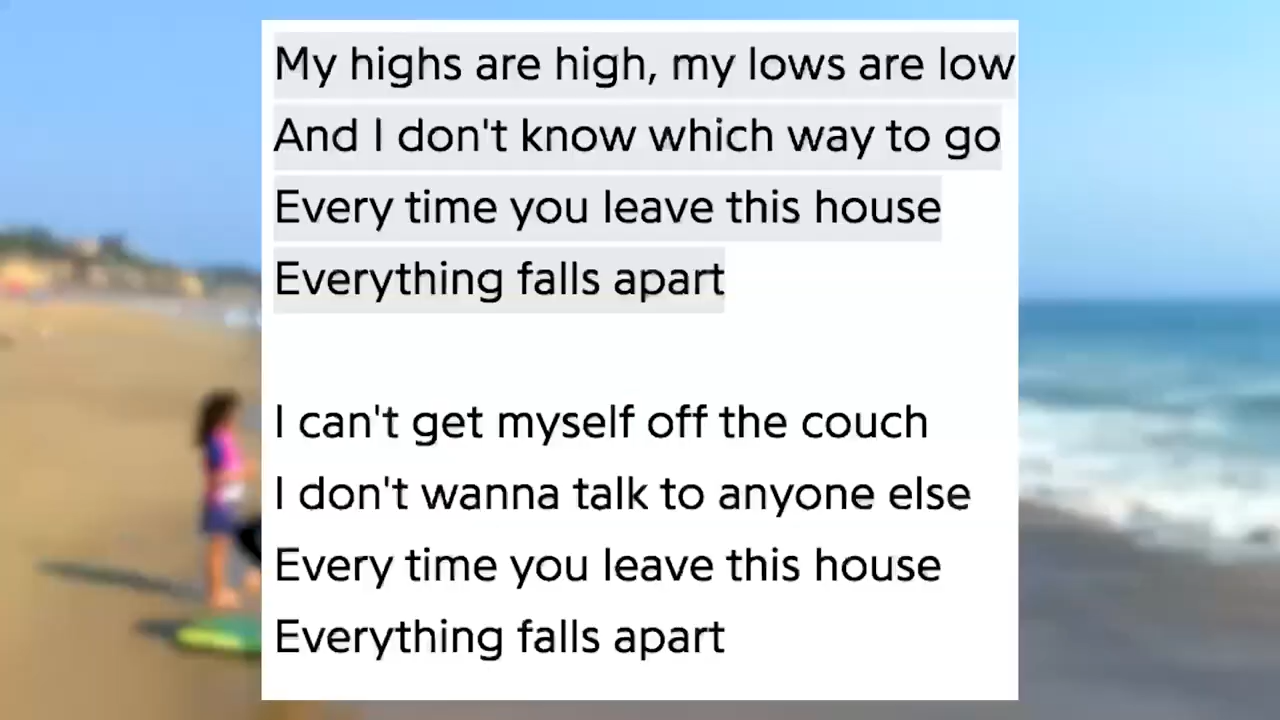 My highs are high, my lows are low
And I don't know which way to go
Every time you leave this house
Everything falls apart
I can't get myself off the couch
I don't wanna talk to anyone else
Every time you leave this house
Everything falls apart